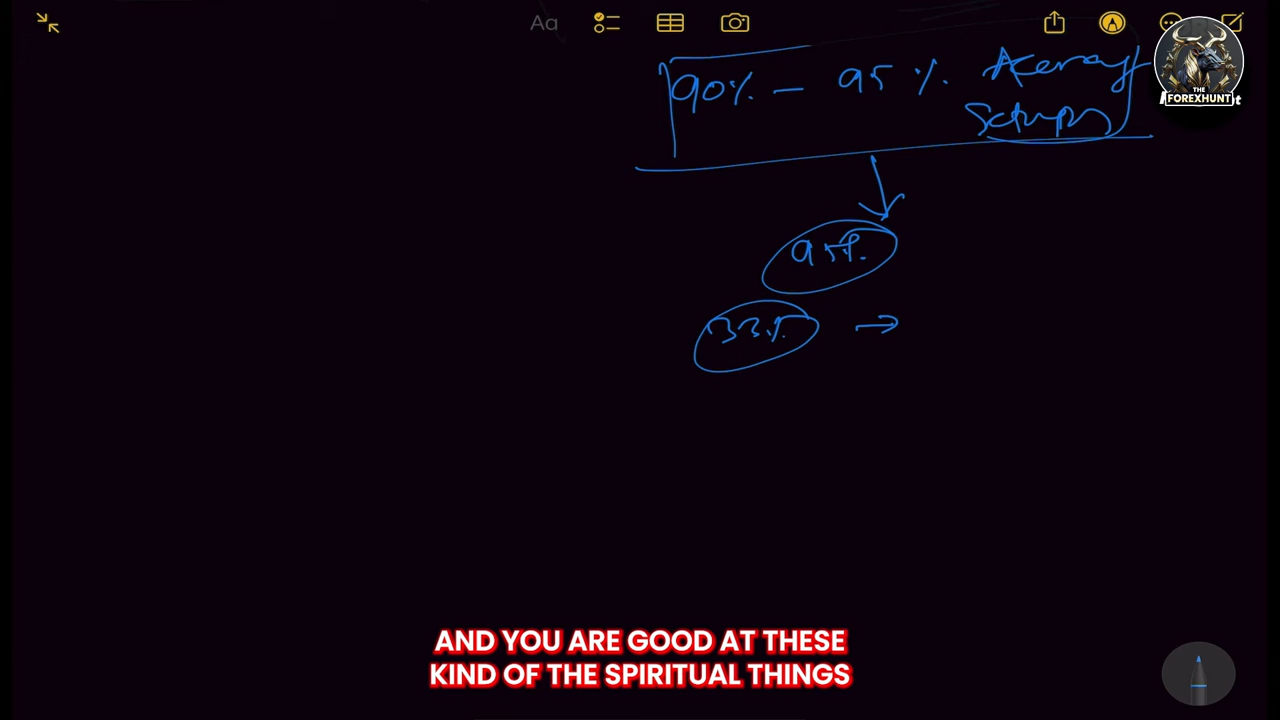 Aa
THE
FOREXHUNT
90% - 95% Accuracy
Setups
95%.
33%. →
AND YOU ARE GOOD AT THESE
KIND OF THE SPIRITUAL THINGS